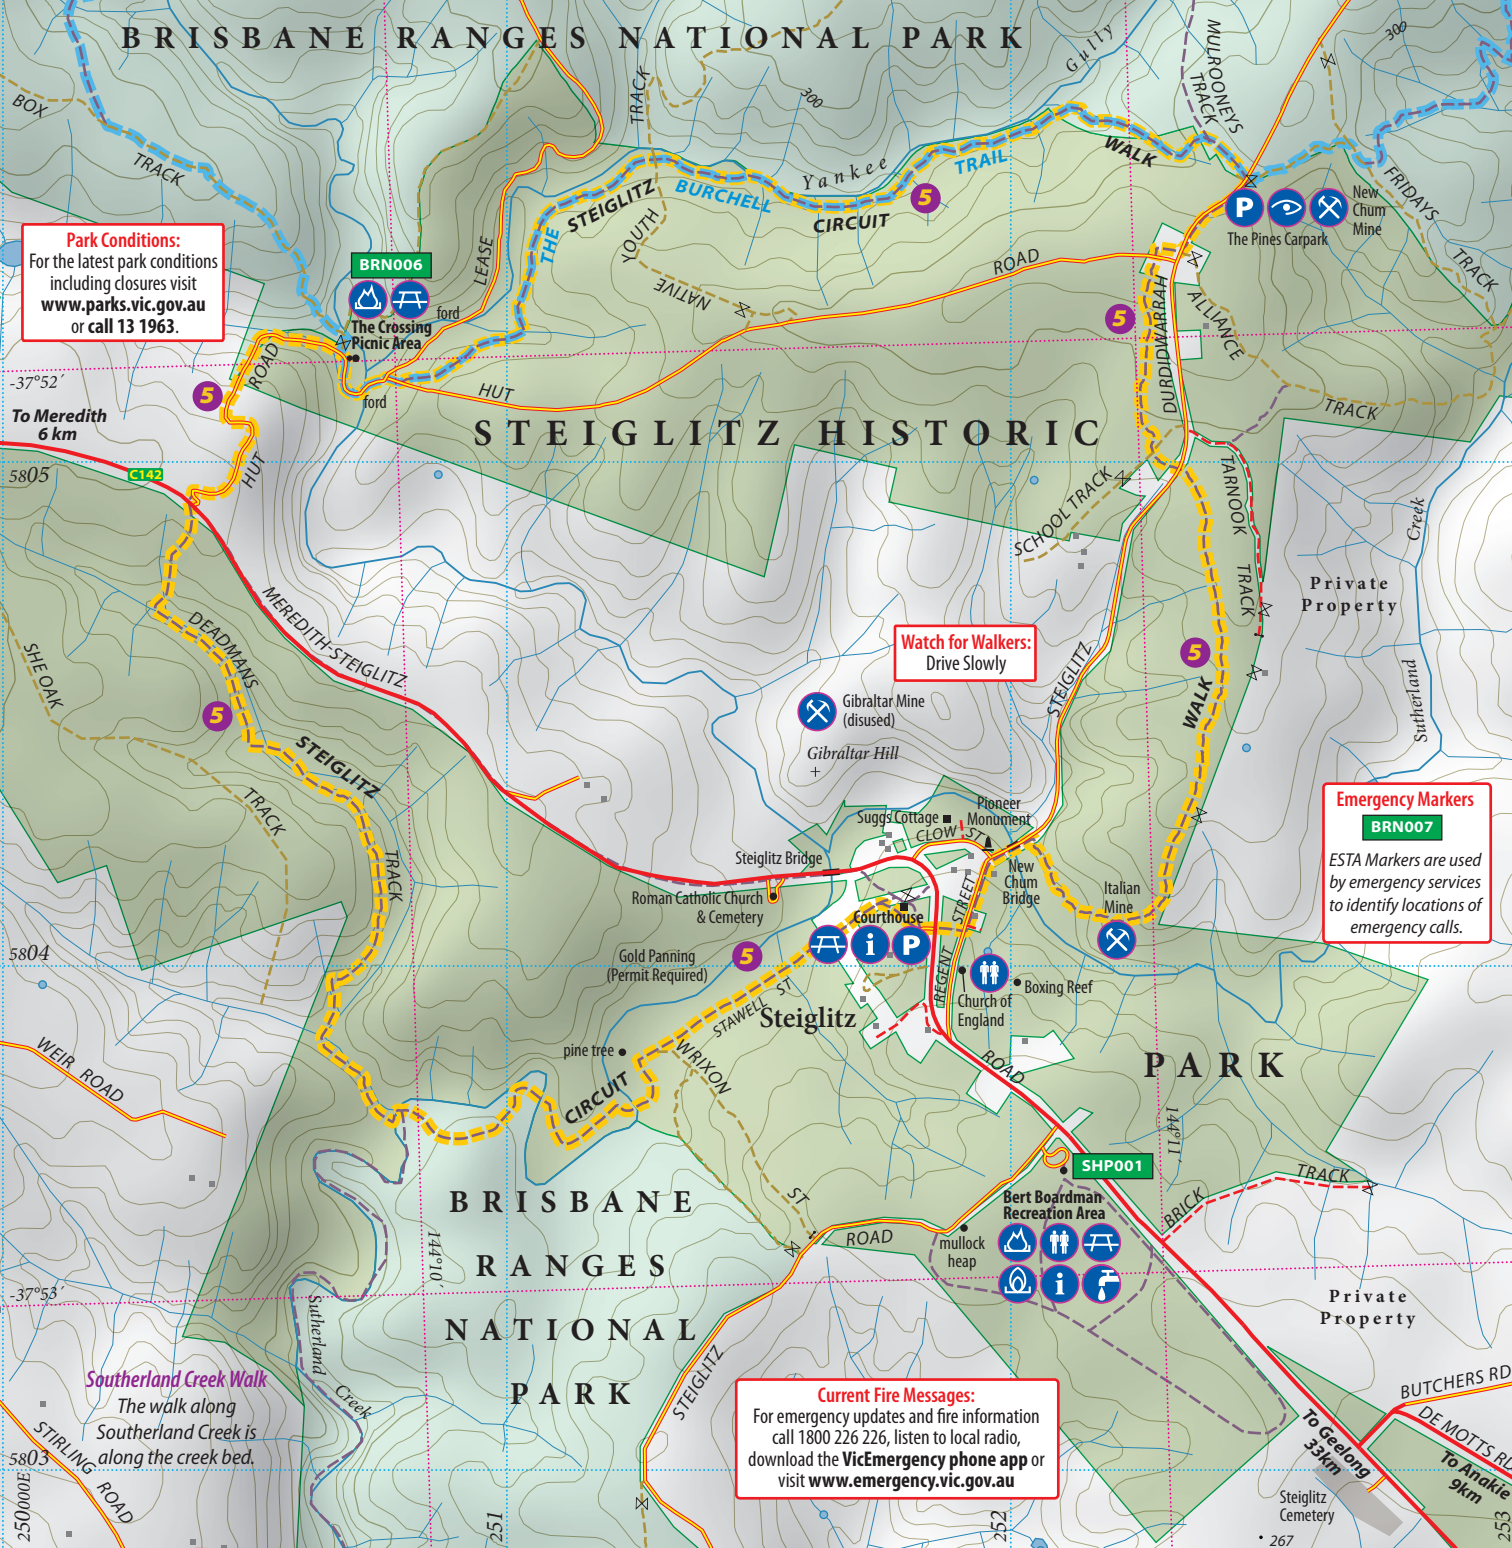 BRISBANE RANGES NATIONAL PARK
Gully
MULROONEYS
TRACK
300
300
BOX
TRACK
TRACK
Yankee
TRAIL
WALK
STEIGLITZ
BURCHELL
CIRCUIT
THE
5
YOUTH
NATIVE
LEASE
ROAD
P
New
Chum
Mine
The Pines Carpark
FRIDAYS
TRACK
Park Conditions:
For the latest park conditions
including closures visit
www.parks.vic.gov.au
or call 13 1963.
BRN006
ford
The Crossing
Picnic Area
ford
ROAD
5
HUT
HUT
5
DURDIDWARRAH
ALLIANCE
TRACK
-37°52′
To Meredith
6 km
C142
5805
STEIGLITZ HISTORIC
SCHOOL TRACK
TARNOOK
TRACK
Creek
Sutherland
Private
Property
MEREDITH-STEIGLITZ
DEADMANS
SHE OAK
5
STEIGLITZ
TRACK
TRACK
Watch for Walkers:
Drive Slowly
STEIGLITZ
5
WALK
Gibraltar Mine
(disused)
Gibraltar Hill
Emergency Markers
BRN007
ESTA Markers are used
by emergency services
to identify locations of
emergency calls.
Suggs Cottage
Pioneer
Monument
CLOW ST
Steiglitz Bridge
New
Chum
Bridge
Italian
Mine
Roman Catholic Church
& Cemetery
Courthouse
i
P
STREET
REGENT
Gold Panning
(Permit Required)
5
STAWELL ST
Steiglitz
Church of
England
Boxing Reef
5804
pine tree
WRIXON
ST
CIRCUIT
WEIR ROAD
ROAD
PARK
144°11′
SHP001
Bert Boardman
Recreation Area
i
mullock
heap
ROAD
BRICK
TRACK
BRISBANE
RANGES
NATIONAL
PARK
144°10′
-37°53′
Sutherland
Creek
STEIGLITZ
Private
Property
Southerland Creek Walk
The walk along
Southerland Creek is
along the creek bed.
STIRLING ROAD
5803
250000E
251
252
253
Current Fire Messages:
For emergency updates and fire information
call 1800 226 226, listen to local radio,
download the VicEmergency phone app or
visit www.emergency.vic.gov.au
BUTCHERS RD
DE MOTTS RD
To Geelong
33km
To Anakie
9km
Steiglitz
Cemetery
267